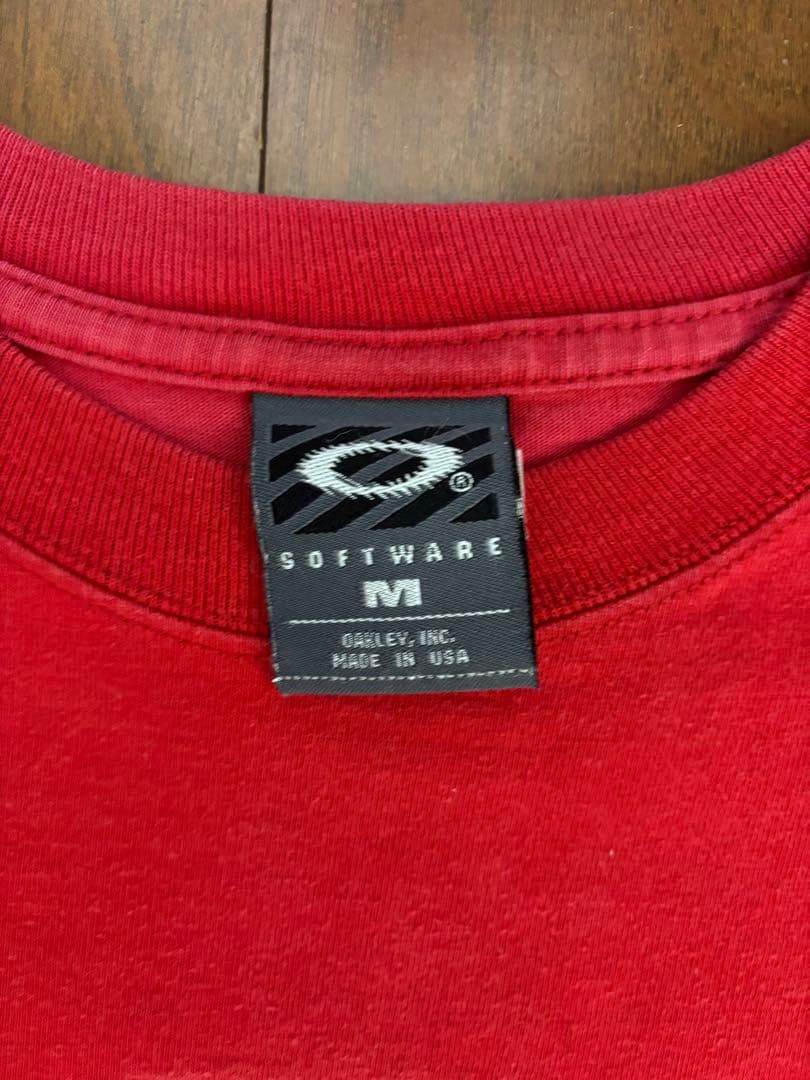 ®
SOFTWARE
M
OAKLEY, INC.
MADE IN USA